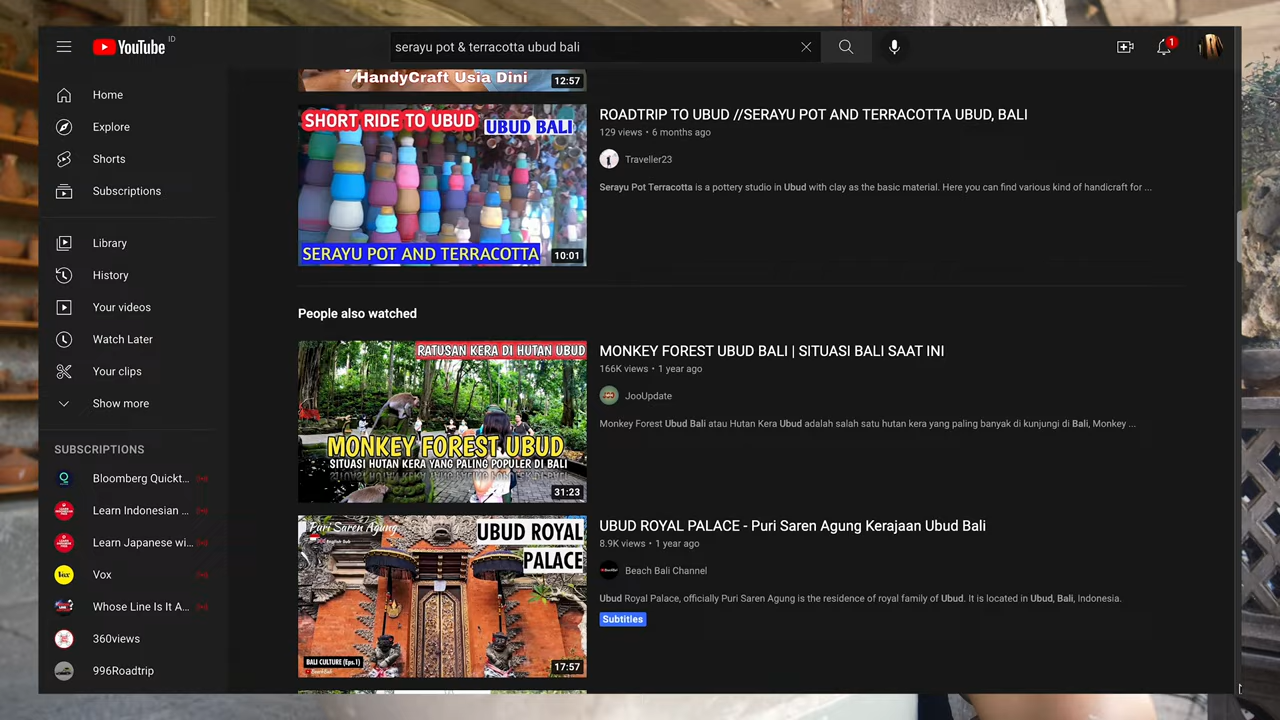 YouTube ID
serayu pot & terracotta ubud bali
1
Home
Explore
Shorts
Subscriptions
Library
History
Your videos
Watch Later
Your clips
Show more
SUBSCRIPTIONS
Bloomberg Quickt...
Learn Indonesian ...
Learn Japanese wi...
Vox
Whose Line Is It A...
360views
996Roadtrip
HandyCraft Usia Dini
12:57
SHORT RIDE TO UBUD
UBUD BALI
SERAYU POT AND TERRACOTTA
10:01
ROADTRIP TO UBUD //SERAYU POT AND TERRACOTTA UBUD, BALI
129 views • 6 months ago
Traveller23
Serayu Pot Terracotta is a pottery studio in Ubud with clay as the basic material. Here you can find various kind of handicraft for ...
People also watched
RATUSAN KERA DI HUTAN UBUD
MONKEY FOREST UBUD
SITUASI HUTAN KERA YANG PALING POPULER DI BALI
31:23
MONKEY FOREST UBUD BALI | SITUASI BALI SAAT INI
166K views • 1 year ago
JooUpdate
Monkey Forest Ubud Bali atau Hutan Kera Ubud adalah salah satu hutan kera yang paling banyak di kunjungi di Bali, Monkey ...
Puri Saren Agung
UBUD ROYAL
PALACE
BALI CULTURE (Eps.1)
17:57
UBUD ROYAL PALACE - Puri Saren Agung Kerajaan Ubud Bali
8.9K views • 1 year ago
Beach Bali Channel
Ubud Royal Palace, officially Puri Saren Agung is the residence of royal family of Ubud. It is located in Ubud, Bali, Indonesia.
Subtitles